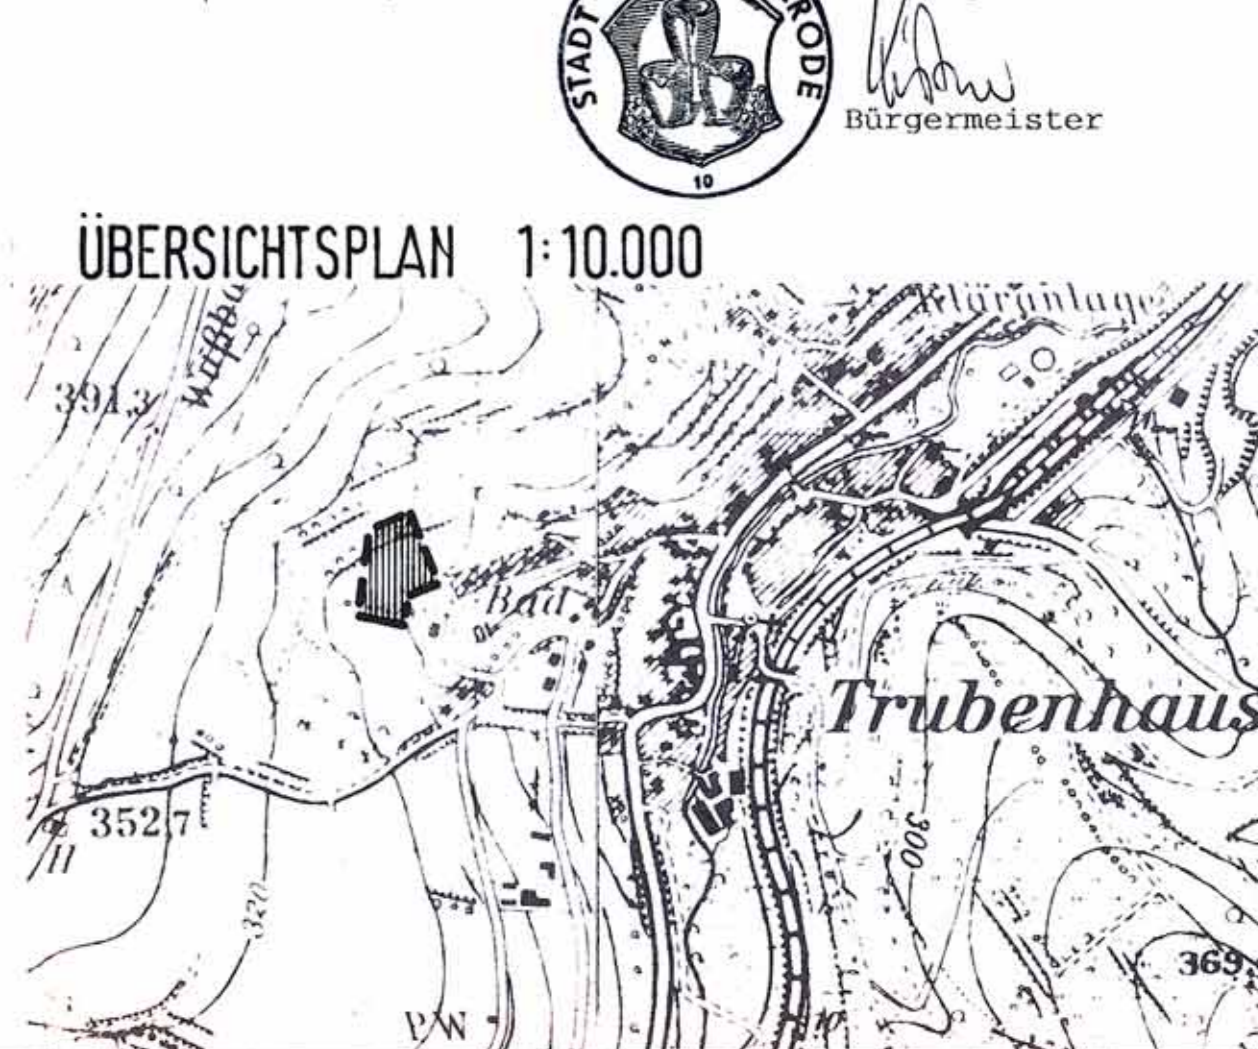 STADT
RODE
10
Bürgermeister
ÜBERSICHTSPLAN 1:10.000
Kläranlage
391,3
Bad
Trubenhaus
352,7
300
320
369
PW